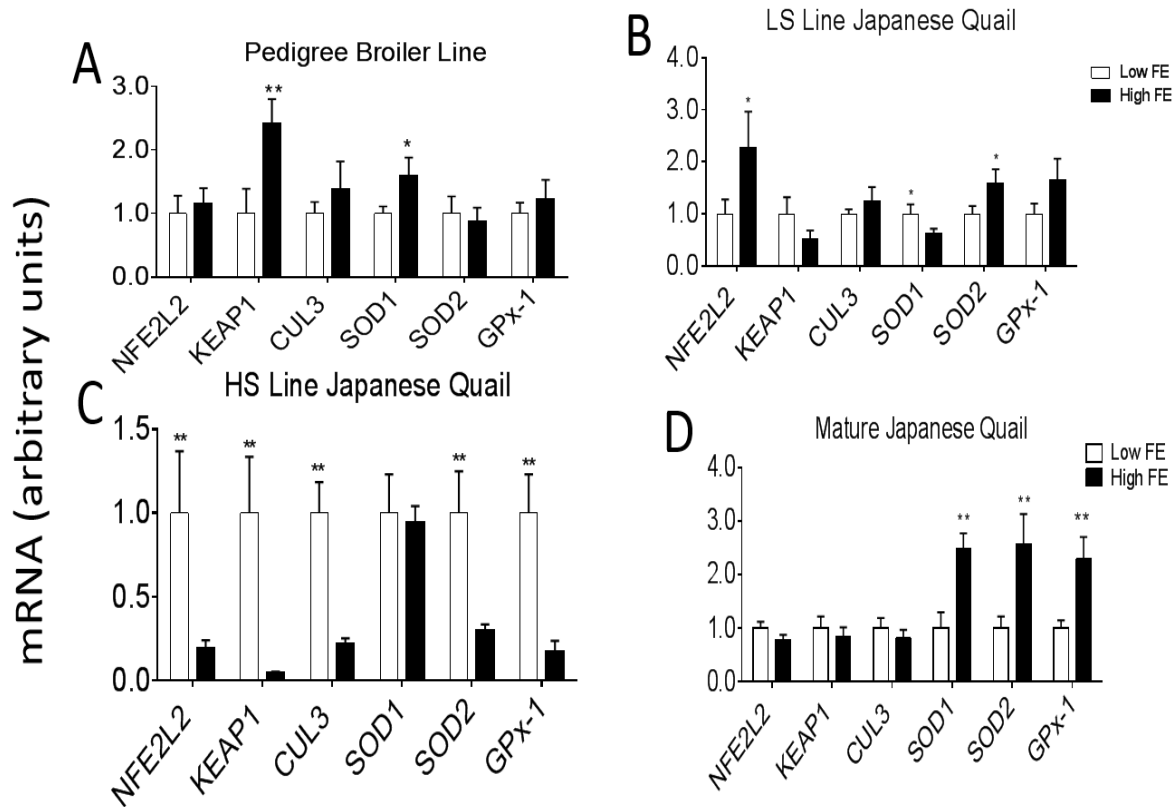 mRNA (arbitrary units)
A
Pedigree Broiler Line
3.0
2.0
1.0
0.0
**
*
NFE2L2
KEAP1
CUL3
SOD1
SOD2
GPx-1
B
LS Line Japanese Quail
Low FE
High FE
4.0
3.0
2.0
1.0
0.0
*
*
*
NFE2L2
KEAP1
CUL3
SOD1
SOD2
GPx-1
C
HS Line Japanese Quail
1.5
1.0
0.5
0.0
**
**
**
**
**
NFE2L2
KEAP1
CUL3
SOD1
SOD2
GPx-1
D
Mature Japanese Quail
Low FE
High FE
4.0
3.0
2.0
1.0
0.0
**
**
**
NFE2L2
KEAP1
CUL3
SOD1
SOD2
GPx-1